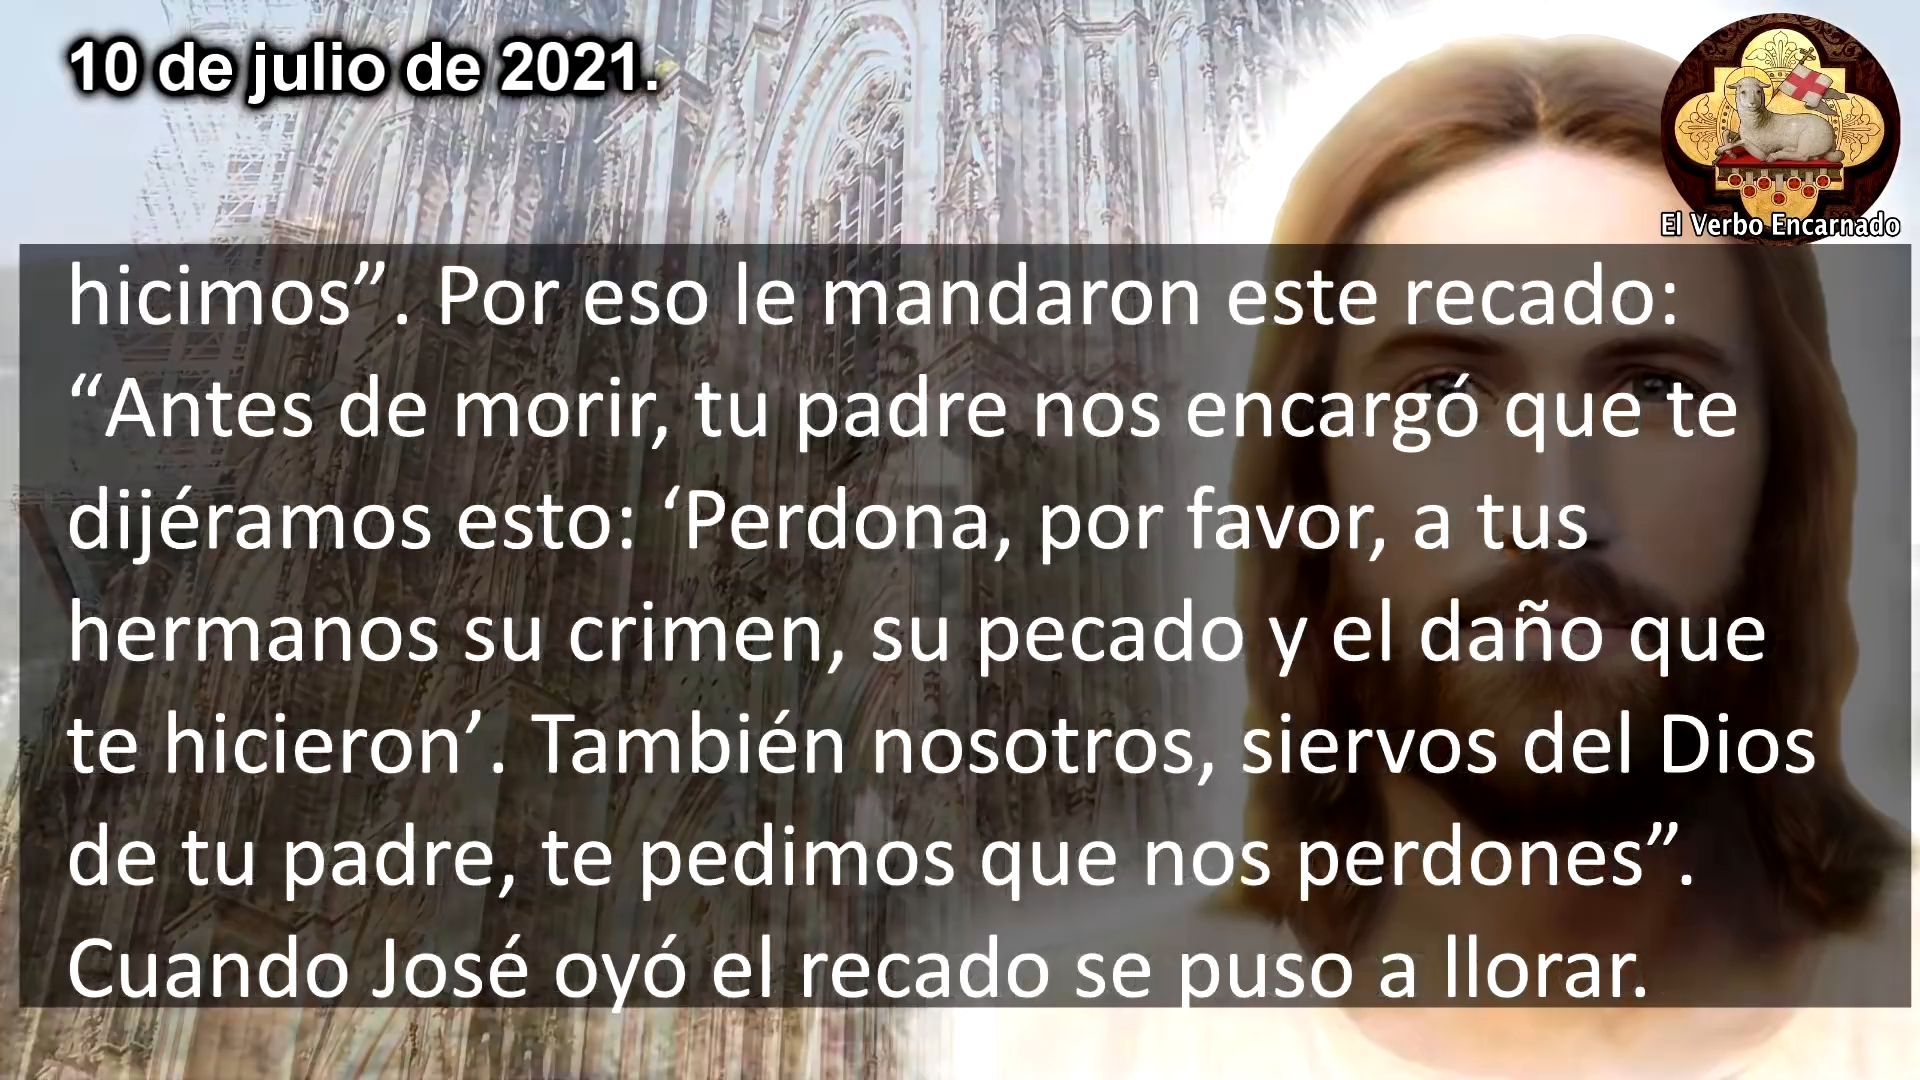 10 de julio de 2021.
El Verbo Encarnado
hicimos”. Por eso le mandaron este recado:
“Antes de morir, tu padre nos encargó que te
dijéramos esto: ‘Perdona, por favor, a tus
hermanos su crimen, su pecado y el daño que
te hicieron’. También nosotros, siervos del Dios
de tu padre, te pedimos que nos perdones”.
Cuando José oyó el recado se puso a llorar.